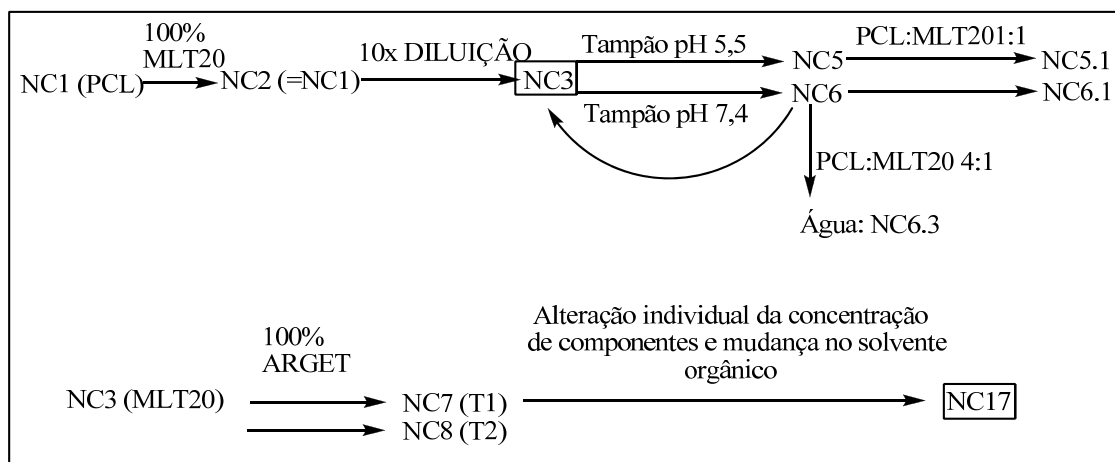 NC1 (PCL)
100%
MLT20
NC2 (=NC1)
10x DILUIÇÃO
NC3
Tampão pH 5,5
Tampão pH 7,4
NC5
NC6
PCL:MLT201:1
NC5.1
NC6.1
PCL:MLT20 4:1
Água: NC6.3
NC3 (MLT20)
100%
ARGET
NC7 (T1)
NC8 (T2)
Alteração individual da concentração
de componentes e mudança no solvente
orgânico
NC17